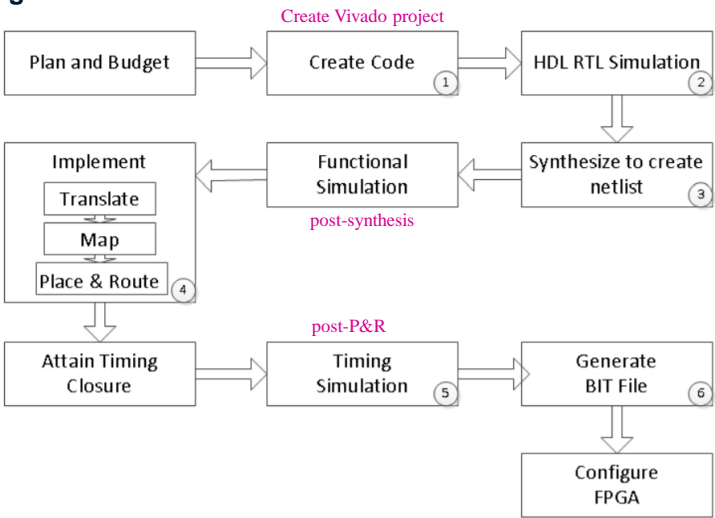 Create Vivado project
Plan and Budget
Create Code
1
HDL RTL Simulation
2
Implement
Translate
Map
Place & Route
4
Functional
Simulation
post-synthesis
Synthesize to create
netlist
3
Attain Timing
Closure
post-P&R
Timing
Simulation
5
Generate
BIT File
6
Configure
FPGA